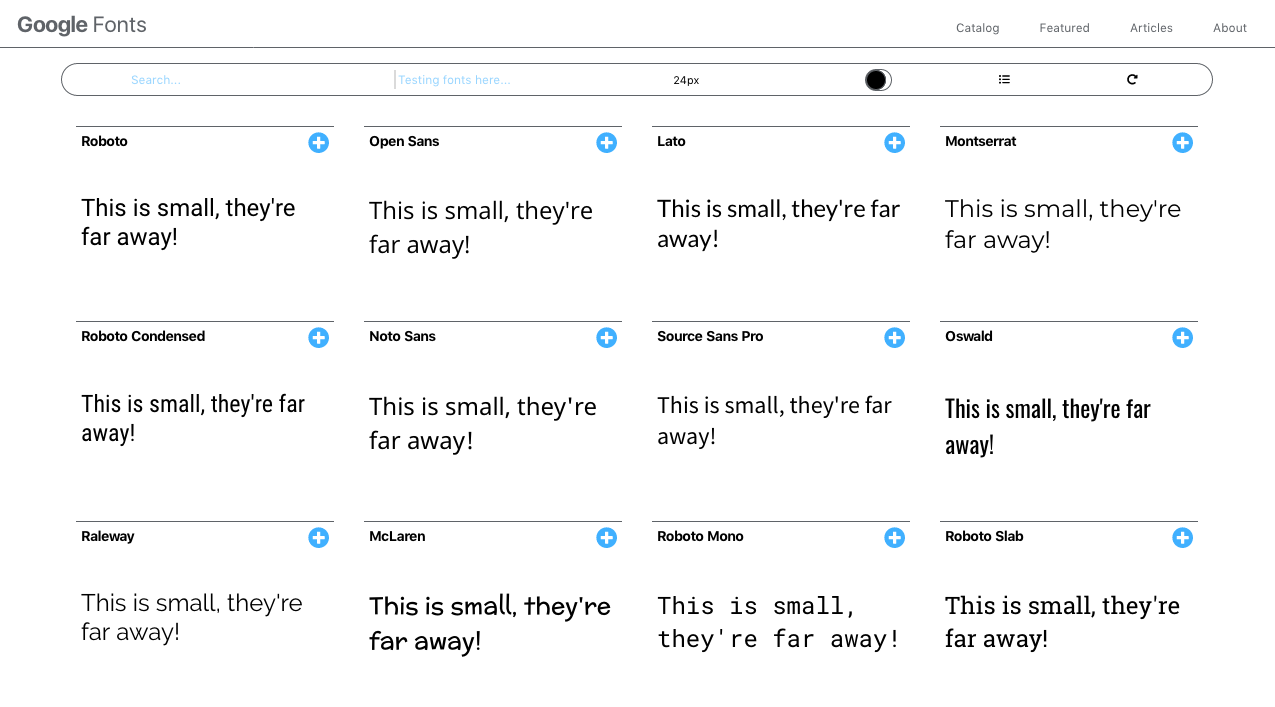 Google Fonts
Catalog Featured Articles About
Search... Testing fonts here... 24px
Roboto Open Sans Lato Montserrat
This is small, they're
far away!
This is small, they're
far away!
This is small, they're far
away!
This is small, they're
far away!
Roboto Condensed Noto Sans Source Sans Pro Oswald
This is small, they're far
away!
This is small, they're
far away!
This is small, they're far
away!
This is small, they're far
away!
Raleway McLaren Roboto Mono Roboto Slab
This is small, they're
far away!
This is small, they're
far away!
This is small,
they're far away!
This is small, they're
far away!